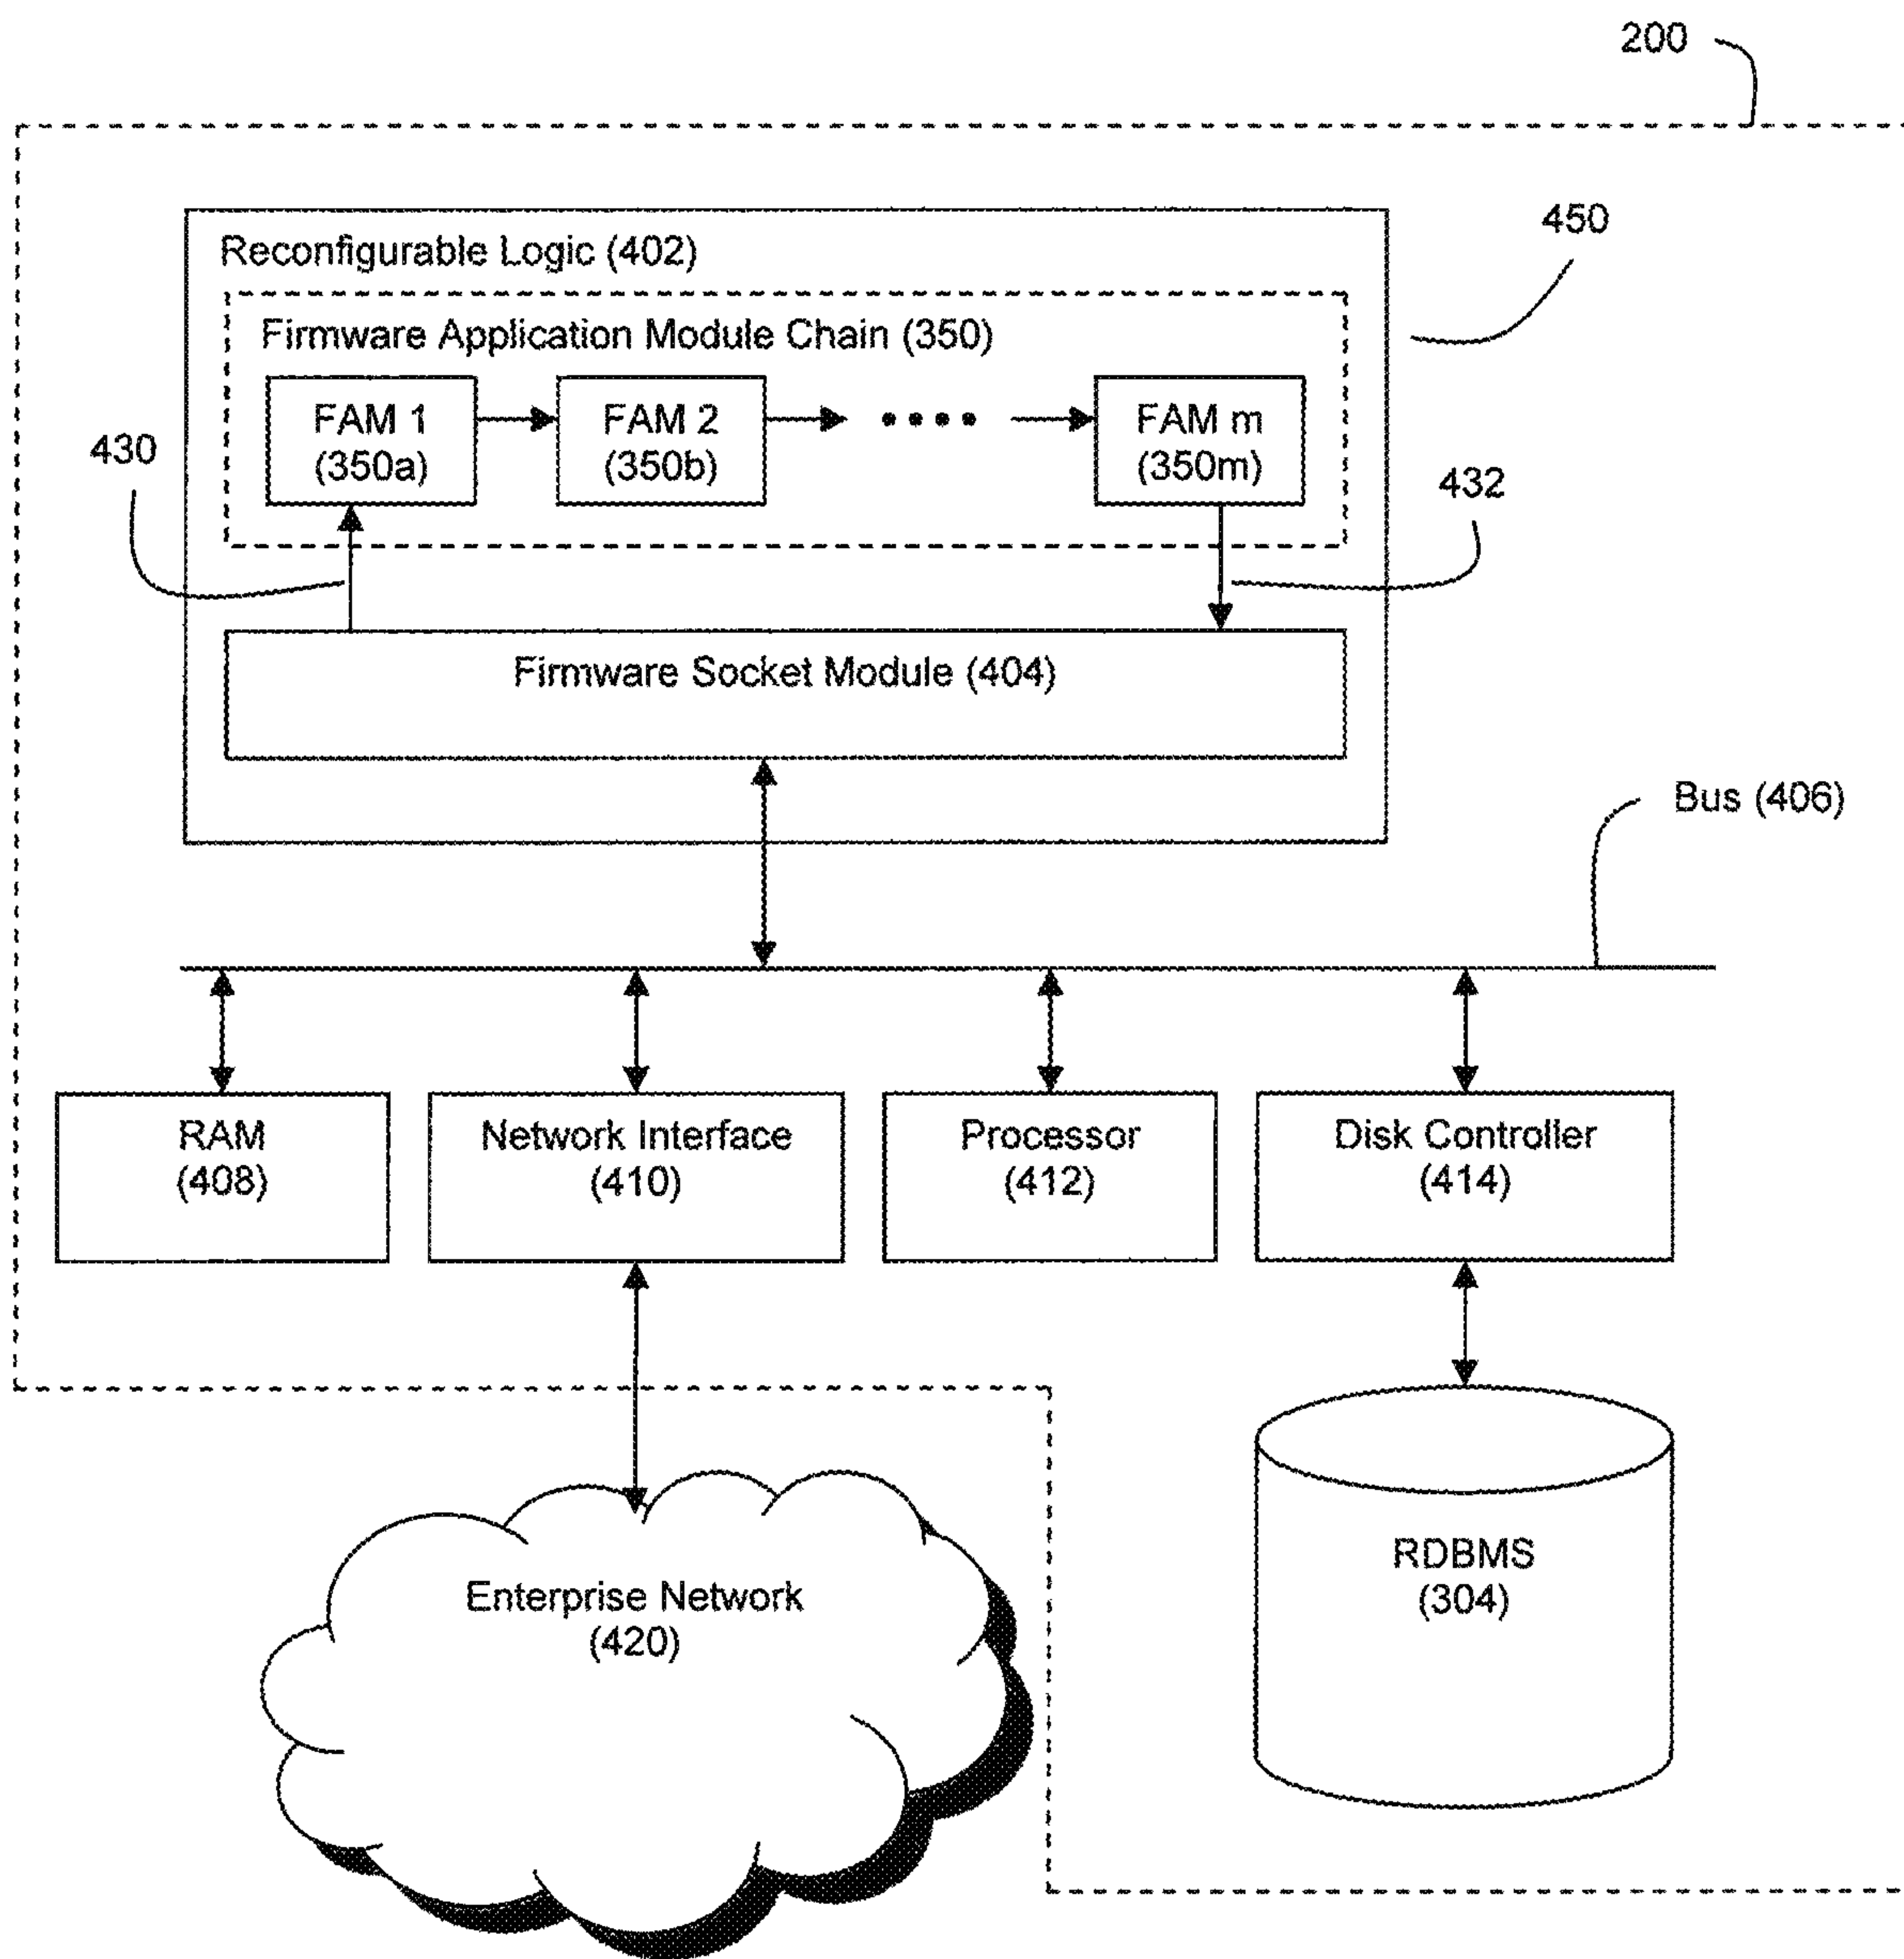 200
450
Reconfigurable Logic (402)
Firmware Application Module Chain (350)
FAM 1
(350a)
FAM 2
(350b)
••••
FAM m
(350m)
430
432
Firmware Socket Module (404)
Bus (406)
RAM
(408)
Network Interface
(410)
Processor
(412)
Disk Controller
(414)
Enterprise Network
(420)
RDBMS
(304)